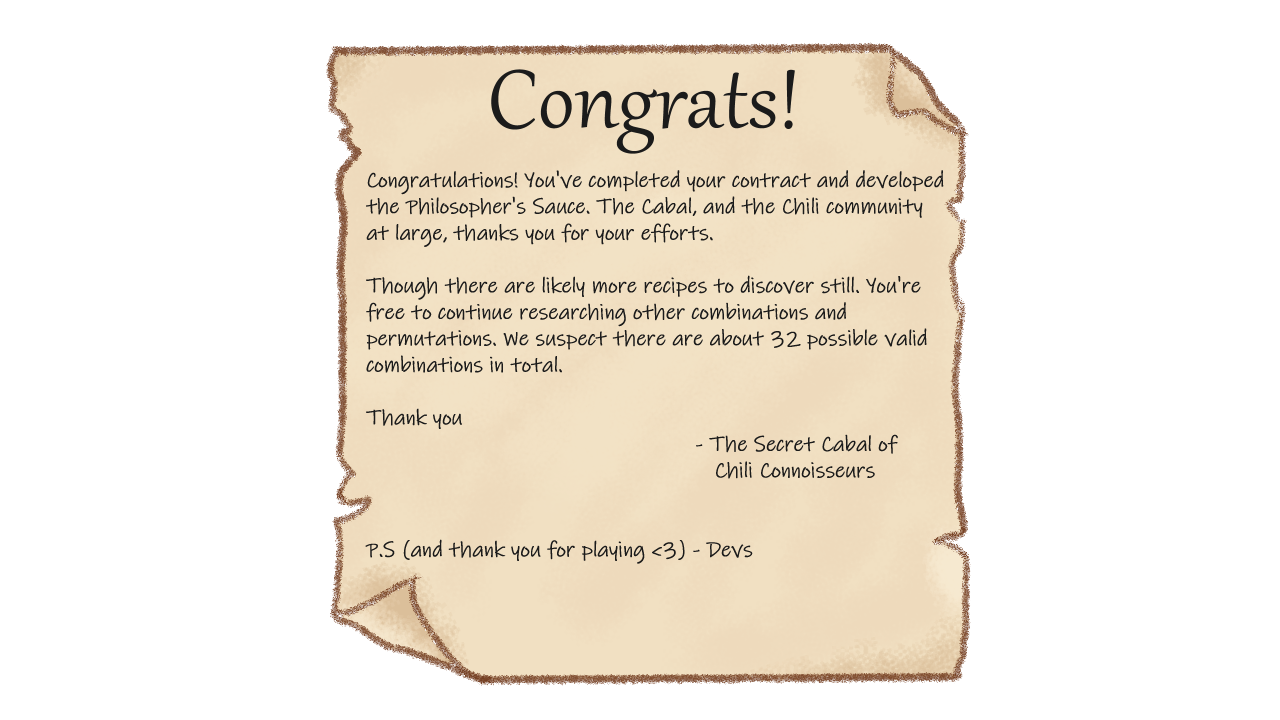 Congrats!
Congratulations! You've completed your contract and developed
the Philosopher's Sauce. The Cabal, and the Chili community
at large, thanks you for your efforts.
Though there are likely more recipes to discover still. You're
free to continue researching other combinations and
permutations. We suspect there are about 32 possible valid
combinations in total.
Thank you
- The Secret Cabal of
Chili Connoisseurs
P.S (and thank you for playing <3) - Devs